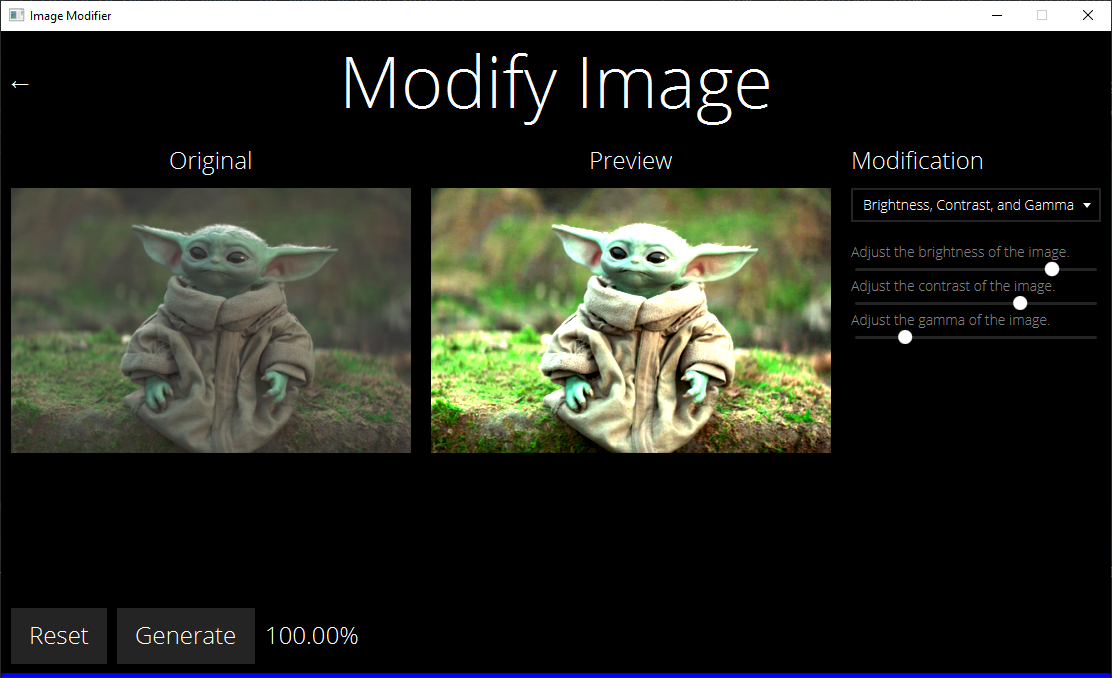 Image Modifier
←
Modify Image
Original
Preview
Modification
Brightness, Contrast, and Gamma
Adjust the brightness of the image.
Adjust the contrast of the image.
Adjust the gamma of the image.
Reset
Generate
100.00%